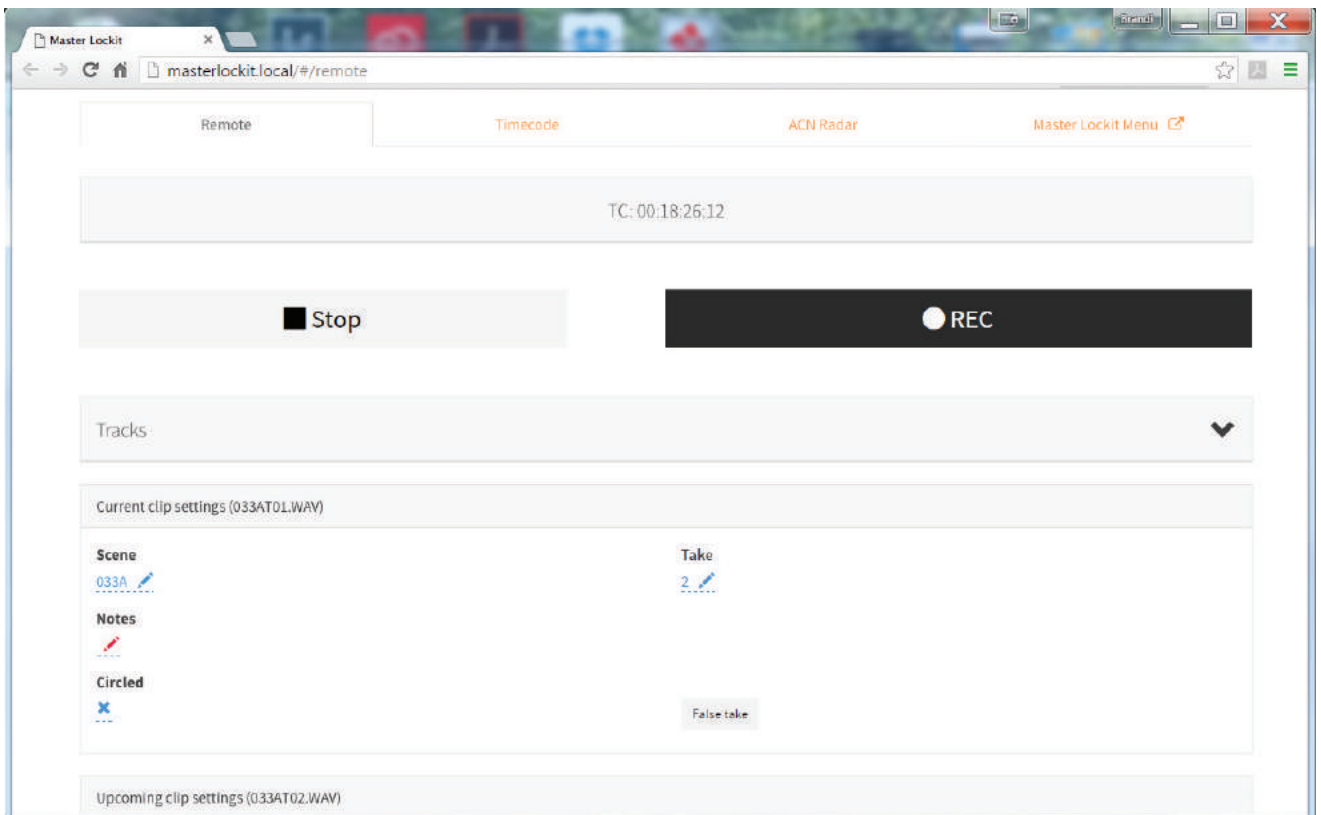 Brandi
Master Lockit
masterlockit.local/#/remote
Remote Timecode ACN Radar Master Lockit Menu
TC: 00:18:26:12
Stop REC
Tracks
Current clip settings (033AT01.WAV)
Scene Take
033A 2
Notes
Circled
False take
Upcoming clip settings (033AT02.WAV)